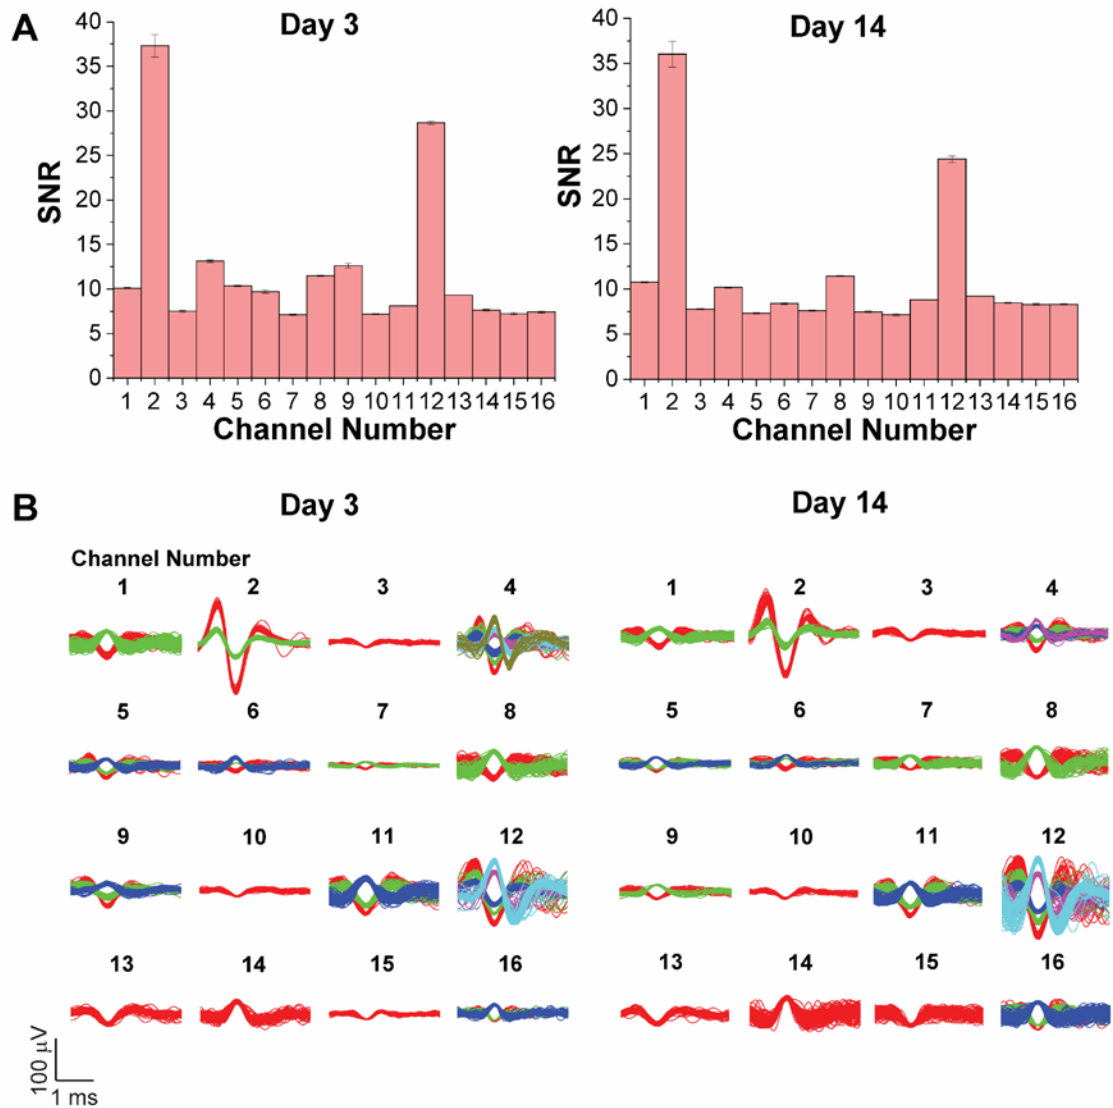 A
Day 3
40
35
30
25
20
15
10
5
0
SNR
1 2 3 4 5 6 7 8 9 10 11 12 13 14 15 16
Channel Number
Day 14
40
35
30
25
20
15
10
5
0
SNR
1 2 3 4 5 6 7 8 9 10 11 12 13 14 15 16
Channel Number
B
Day 3
Day 14
Channel Number
1 2 3 4 1 2 3 4
5 6 7 8 5 6 7 8
9 10 11 12 9 10 11 12
13 14 15 16 13 14 15 16
100 µV
1 ms